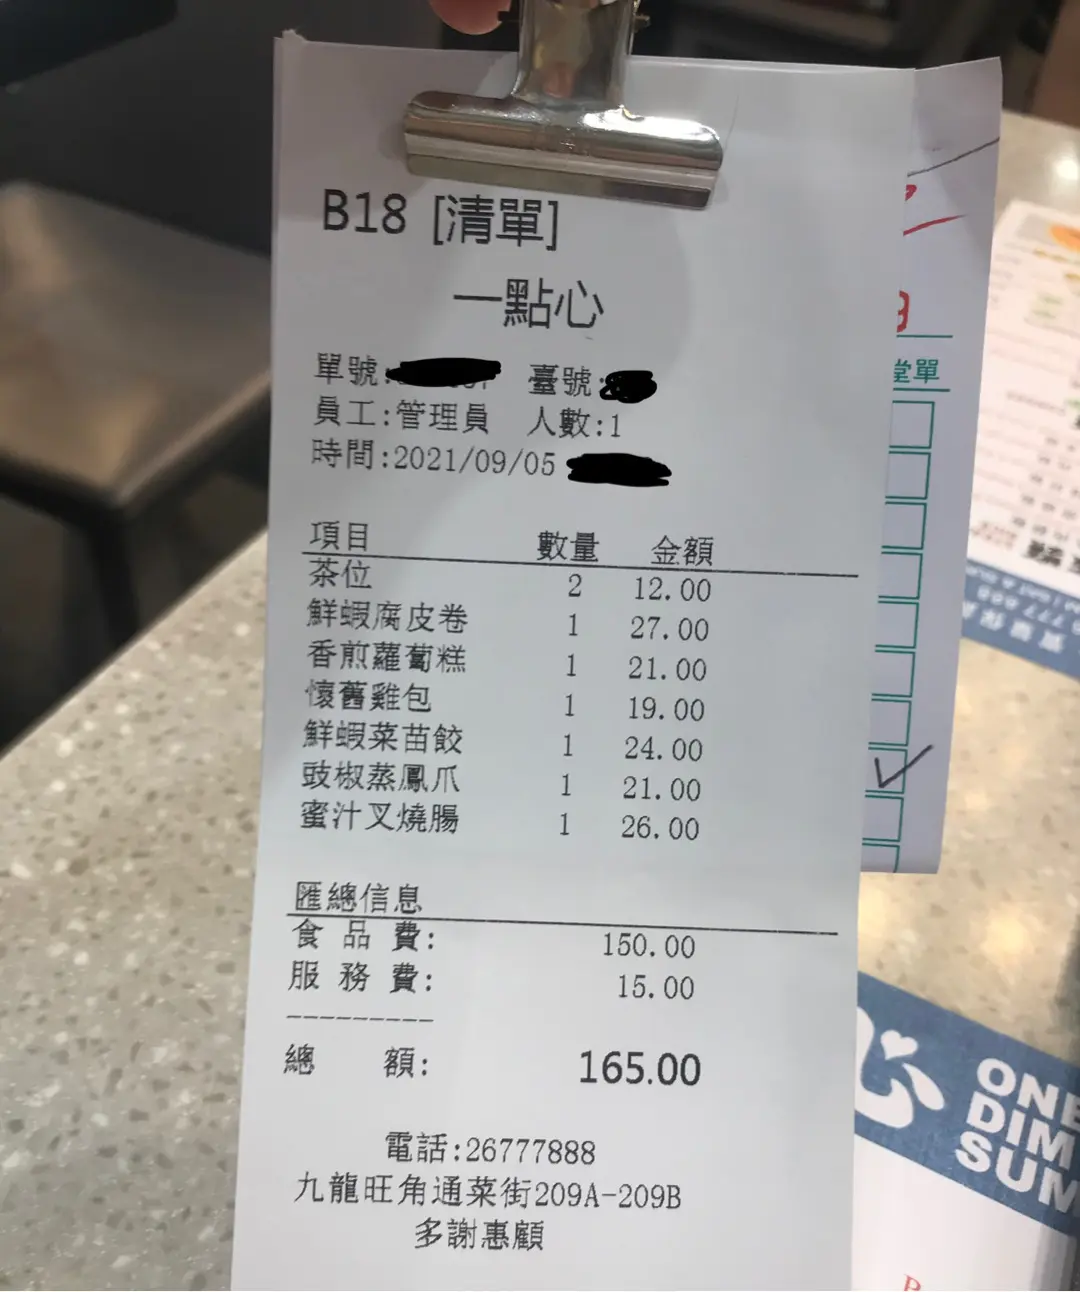 B18 [清單]
一點心
單號: 臺號:
員工:管理員 人數:1
時間:2021/09/05
項目 數量 金額
茶位 2 12.00
鮮蝦腐皮卷 1 27.00
香煎蘿蔔糕 1 21.00
懷舊雞包 1 19.00
鮮蝦菜苗餃 1 24.00
豉椒蒸鳳爪 1 21.00
蜜汁叉燒腸 1 26.00
匯總信息
食品費: 150.00
服務費: 15.00
---------
總額: 165.00
電話:26777888
九龍旺角通菜街209A-209B
多謝惠顧
堂單
心
ONE
DIM
SUM